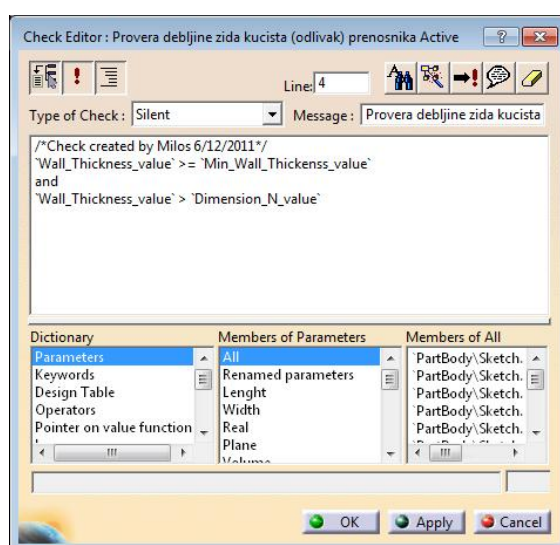 Check Editor : Provera debljine zida kucista (odlivak) prenosnika Active
Line: 4
Type of Check : Silent Message : Provera debljine zida kucista
/*Check created by Milos 6/12/2011*/
`Wall_Thickness_value` >= `Min_Wall_Thickenss_value`
and
`Wall_Thickness_value` > `Dimension_N_value`
Dictionary Members of Parameters Members of All
Parameters All `PartBody\Sketch.
Keywords Renamed parameters `PartBody\Sketch.
Design Table Lenght `PartBody\Sketch.
Operators Width `PartBody\Sketch.
Pointer on value function Real `PartBody\Sketch.
Plane
Volume
OK Apply Cancel